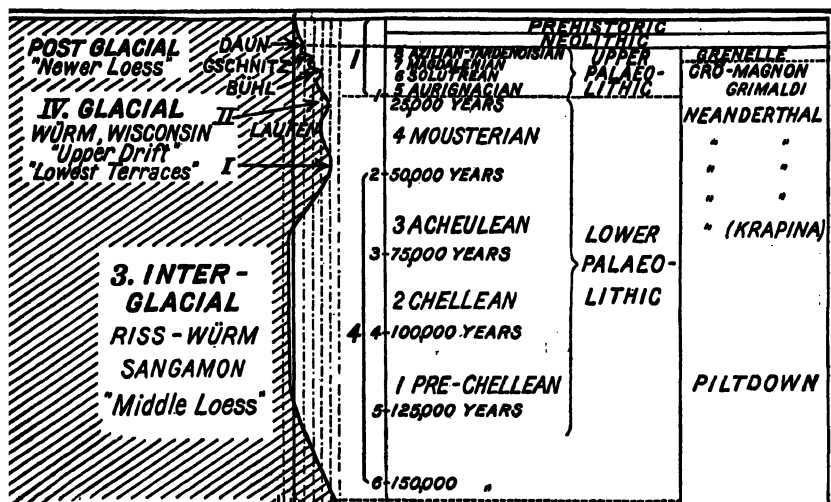 PREHISTORIC
NEOLITHIC
POST GLACIAL
"Newer Loess"
DAUN
GSCHNITZ
BÜHL
1
8 AZILIAN-TARDENOISIAN
7 MAGDALENIAN
6 SOLUTREAN
5 AURIGNACIAN
UPPER
PALAEO-
LITHIC
GRENELLE
CRO-MAGNON
GRIMALDI
IV. GLACIAL
WÜRM, WISCONSIN
"Upper Drift"
"Lowest Terraces"
II
LAUFEN
I
1-25,000 YEARS
NEANDERTHAL
4 MOUSTERIAN
" "
2-50,000 YEARS
" "
" "
3 ACHEULEAN
" (KRAPINA)
3-75,000 YEARS
LOWER
PALAEO-
LITHIC
3. INTER-
GLACIAL
RISS-WÜRM
SANGAMON
"Middle Loess"
2 CHELLEAN
4
4-100,000 YEARS
1 PRE-CHELLEAN
PILTDOWN
5-125,000 YEARS
6-150,000 "